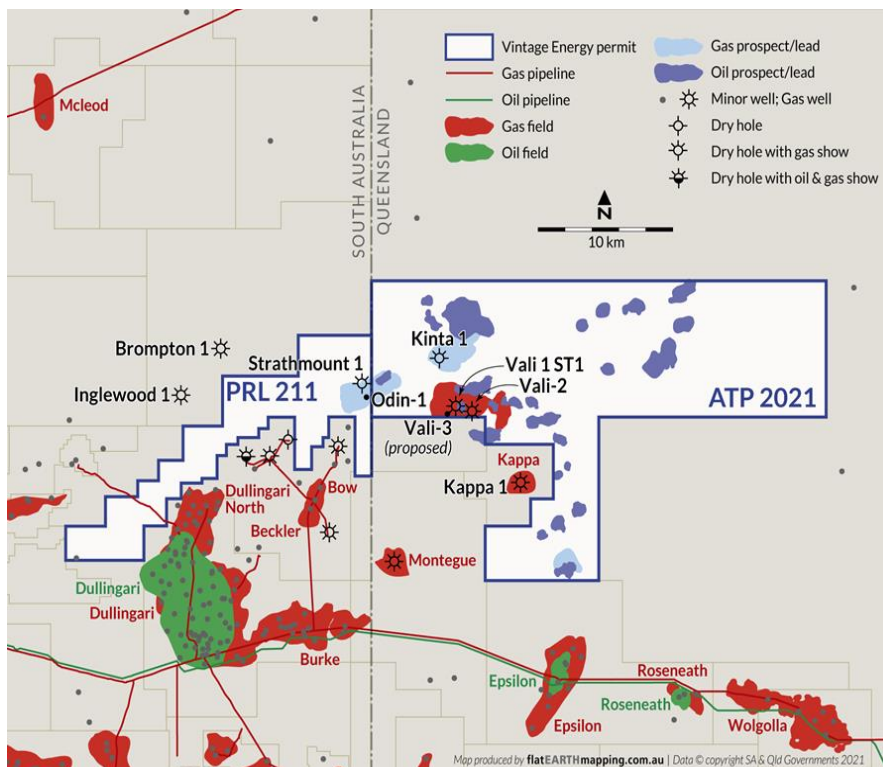 Mcleod
SOUTH AUSTRALIA
QUEENSLAND
Vintage Energy permit
Gas pipeline
Oil pipeline
Gas field
Oil field
Gas prospect/lead
Oil prospect/lead
Minor well; Gas well
Dry hole
Dry hole with gas show
Dry hole with oil & gas show
N
10 km
Brompton 1
Strathmount 1
Kinta 1
Vali 1 ST1
Inglewood 1
PRL 211
Odin-1
Vali-2
ATP 2021
Vali-3
(proposed)
Kappa
Kappa 1
Dullingari
North
Bow
Beckler
Montegue
Dullingari
Dullingari
Burke
Epsilon
Roseneath
Roseneath
Epsilon
Wolgolla
Map produced by flatEARTHmapping.com.au | Data © copyright SA & Qld Governments 2021